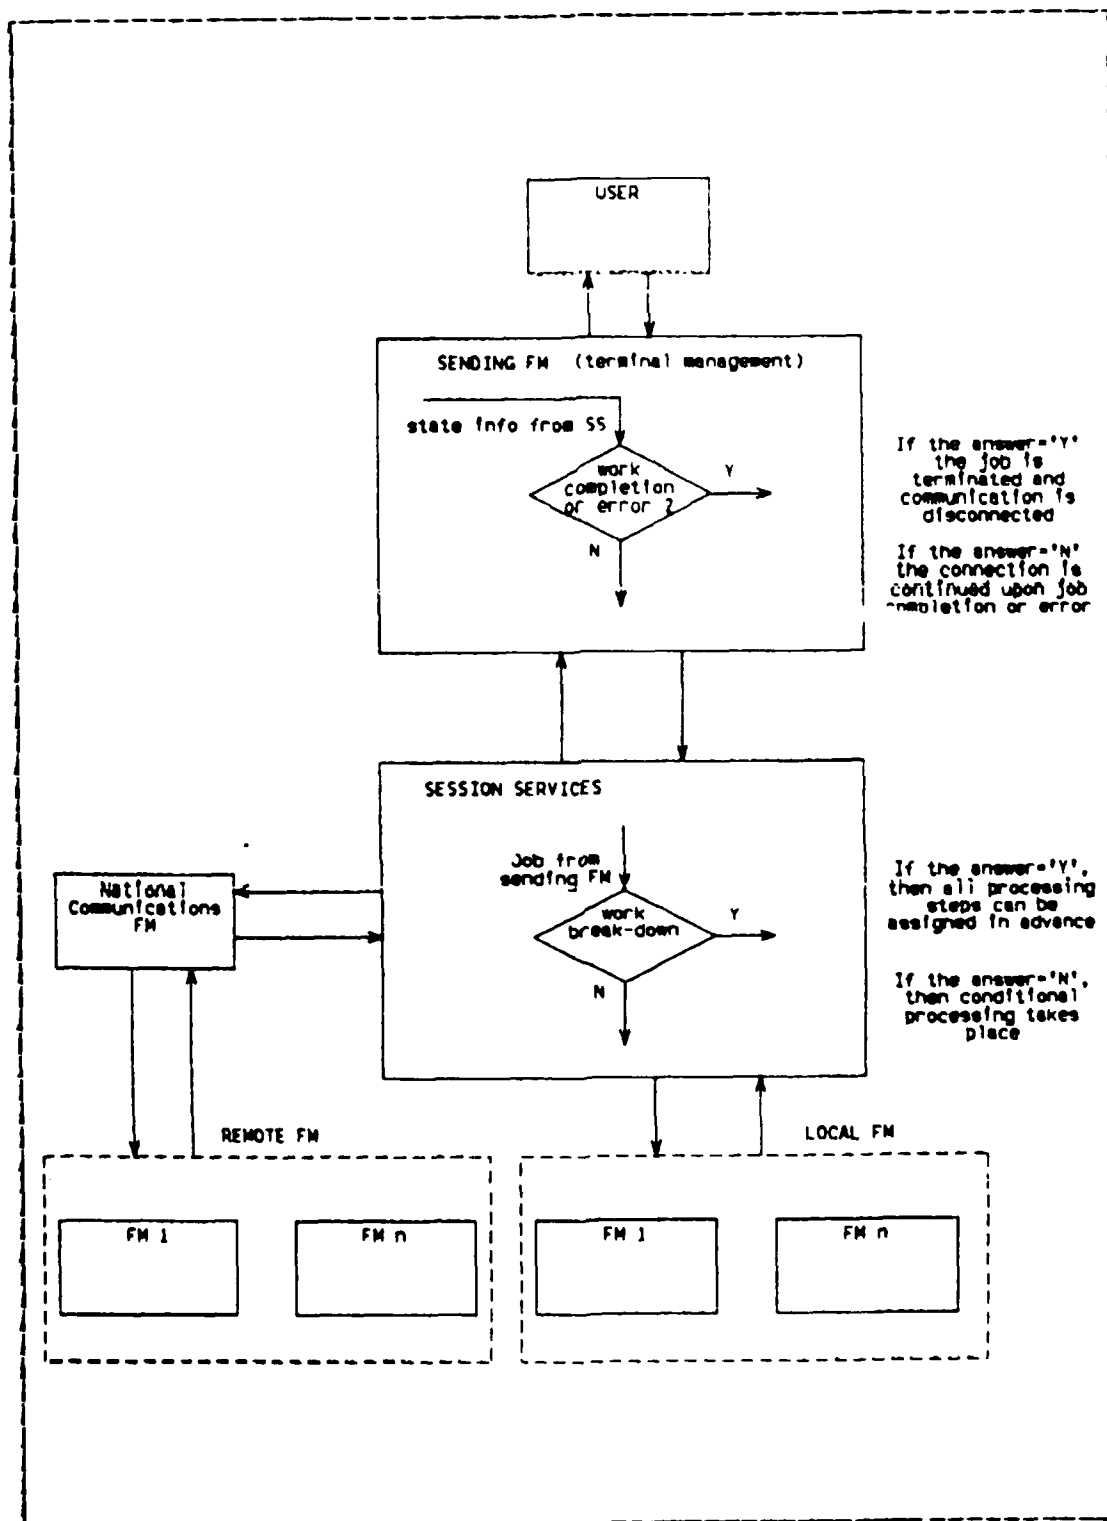 USER
SENDING FM (terminal management)
state info from SS
work
completion
or error ?
Y
N
If the answer='Y'
the job is
terminated and
communication is
disconnected
If the answer='N'
the connection is
continued upon job
completion or error
SESSION SERVICES
Job from
sending FM
work
break-down
Y
N
If the answer='Y',
then all processing
steps can be
assigned in advance
If the answer='N',
then conditional
processing takes
place
National
Communications
FM
REMOTE FM
LOCAL FM
FM 1
FM n
FM 1
FM n